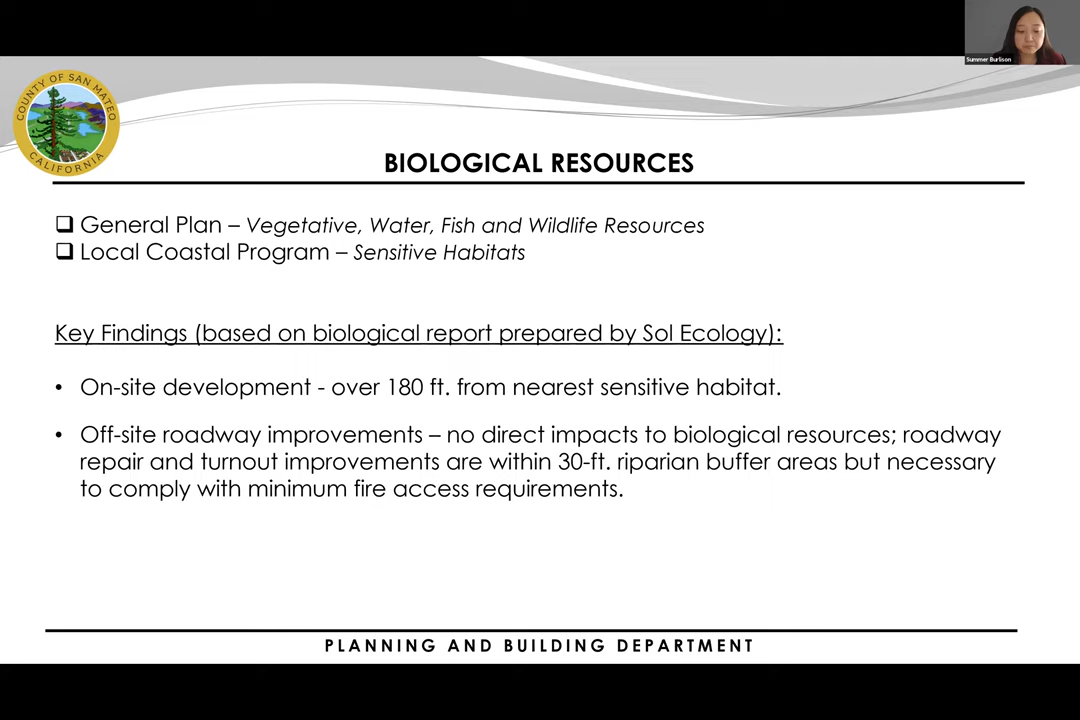 Summer Burlison
COUNTY OF SAN MATEO
CALIFORNIA
BIOLOGICAL RESOURCES
❑ General Plan – Vegetative, Water, Fish and Wildlife Resources
❑ Local Coastal Program – Sensitive Habitats
Key Findings (based on biological report prepared by Sol Ecology):
• On-site development - over 180 ft. from nearest sensitive habitat.
• Off-site roadway improvements – no direct impacts to biological resources; roadway
repair and turnout improvements are within 30-ft. riparian buffer areas but necessary
to comply with minimum fire access requirements.
PLANNING AND BUILDING DEPARTMENT